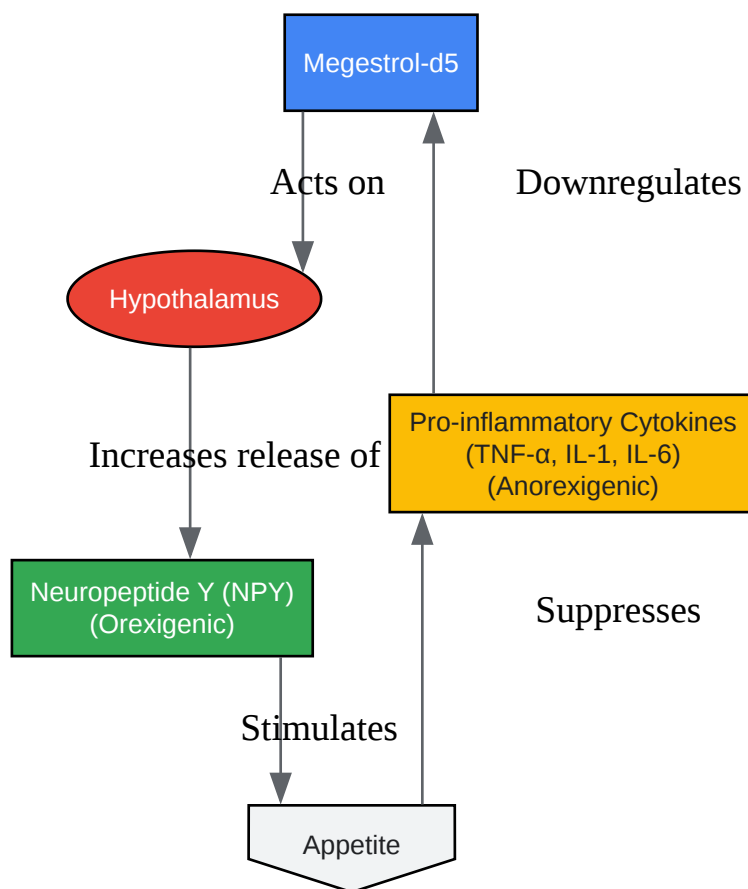 Megestrol-d5
Acts on
Downregulates
Hypothalamus
Pro-inflammatory Cytokines
(TNF-α, IL-1, IL-6)
(Anorexigenic)
Increases release of
Neuropeptide Y (NPY)
(Orexigenic)
Suppresses
Stimulates
Appetite